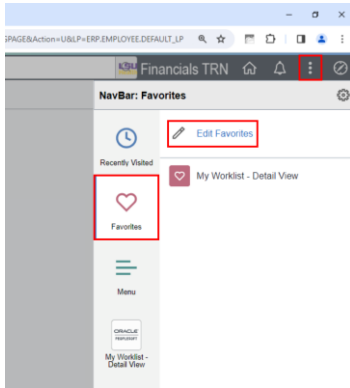 SPAGE&Action=U&LP=ERP.EMPLOYEE.DEFAULT_LP
KSU Financials TRN
NavBar: Favorites
Recently Visited
Edit Favorites
My Worklist - Detail View
Favorites
Menu
ORACLE
PEOPLESOFT
My Worklist -
Detail View